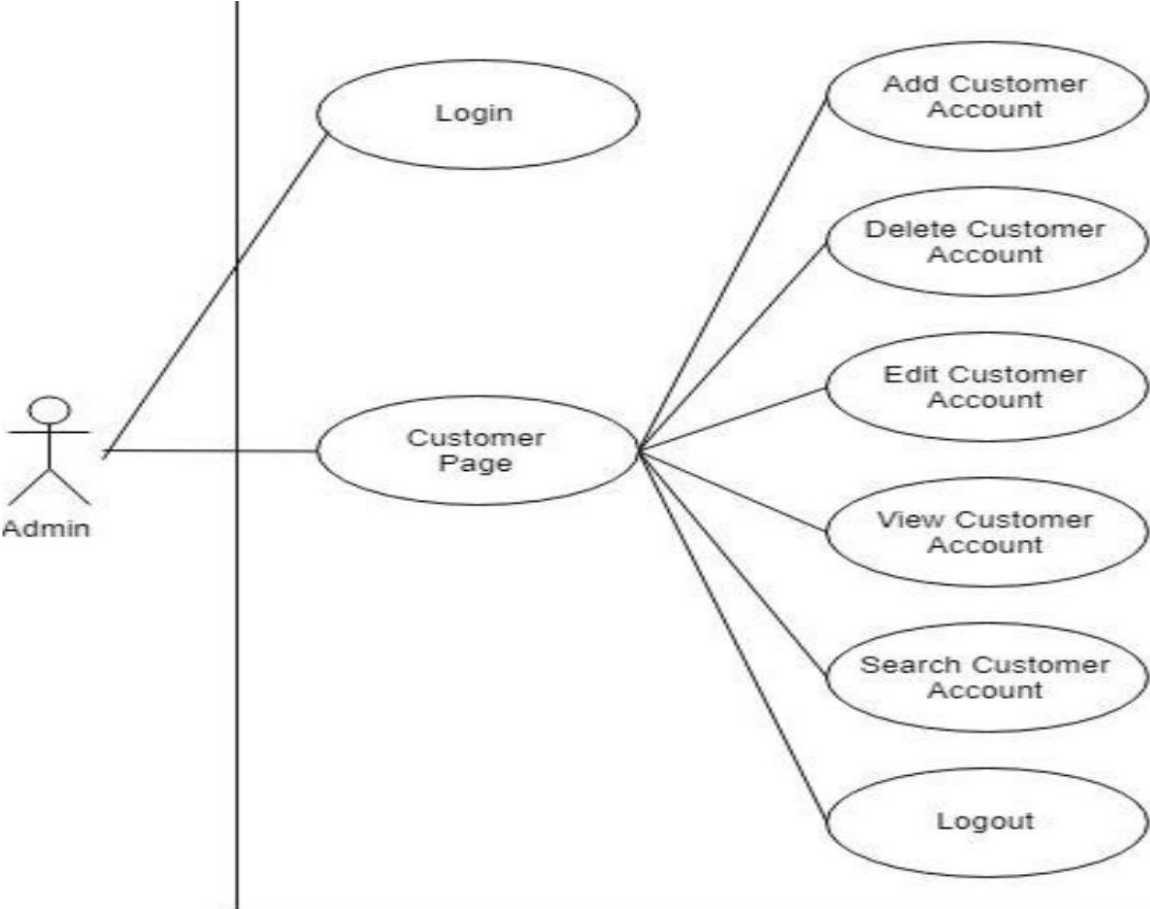 Login
Customer
Page
Admin
Add Customer
Account
Delete Customer
Account
Edit Customer
Account
View Customer
Account
Search Customer
Account
Logout